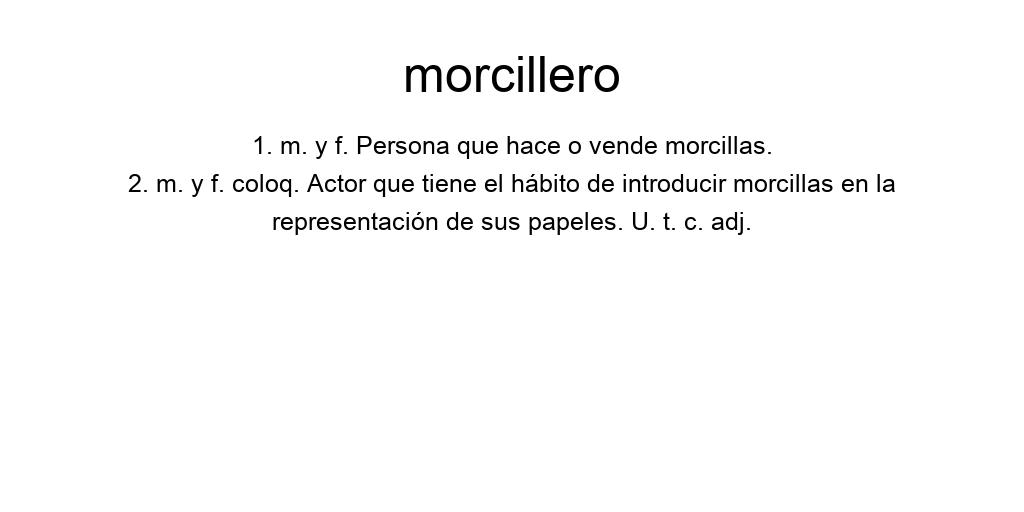 morcillero
1. m. y f. Persona que hace o vende morcillas.
2. m. y f. coloq. Actor que tiene el hábito de introducir morcillas en la
representación de sus papeles. U. t. c. adj.